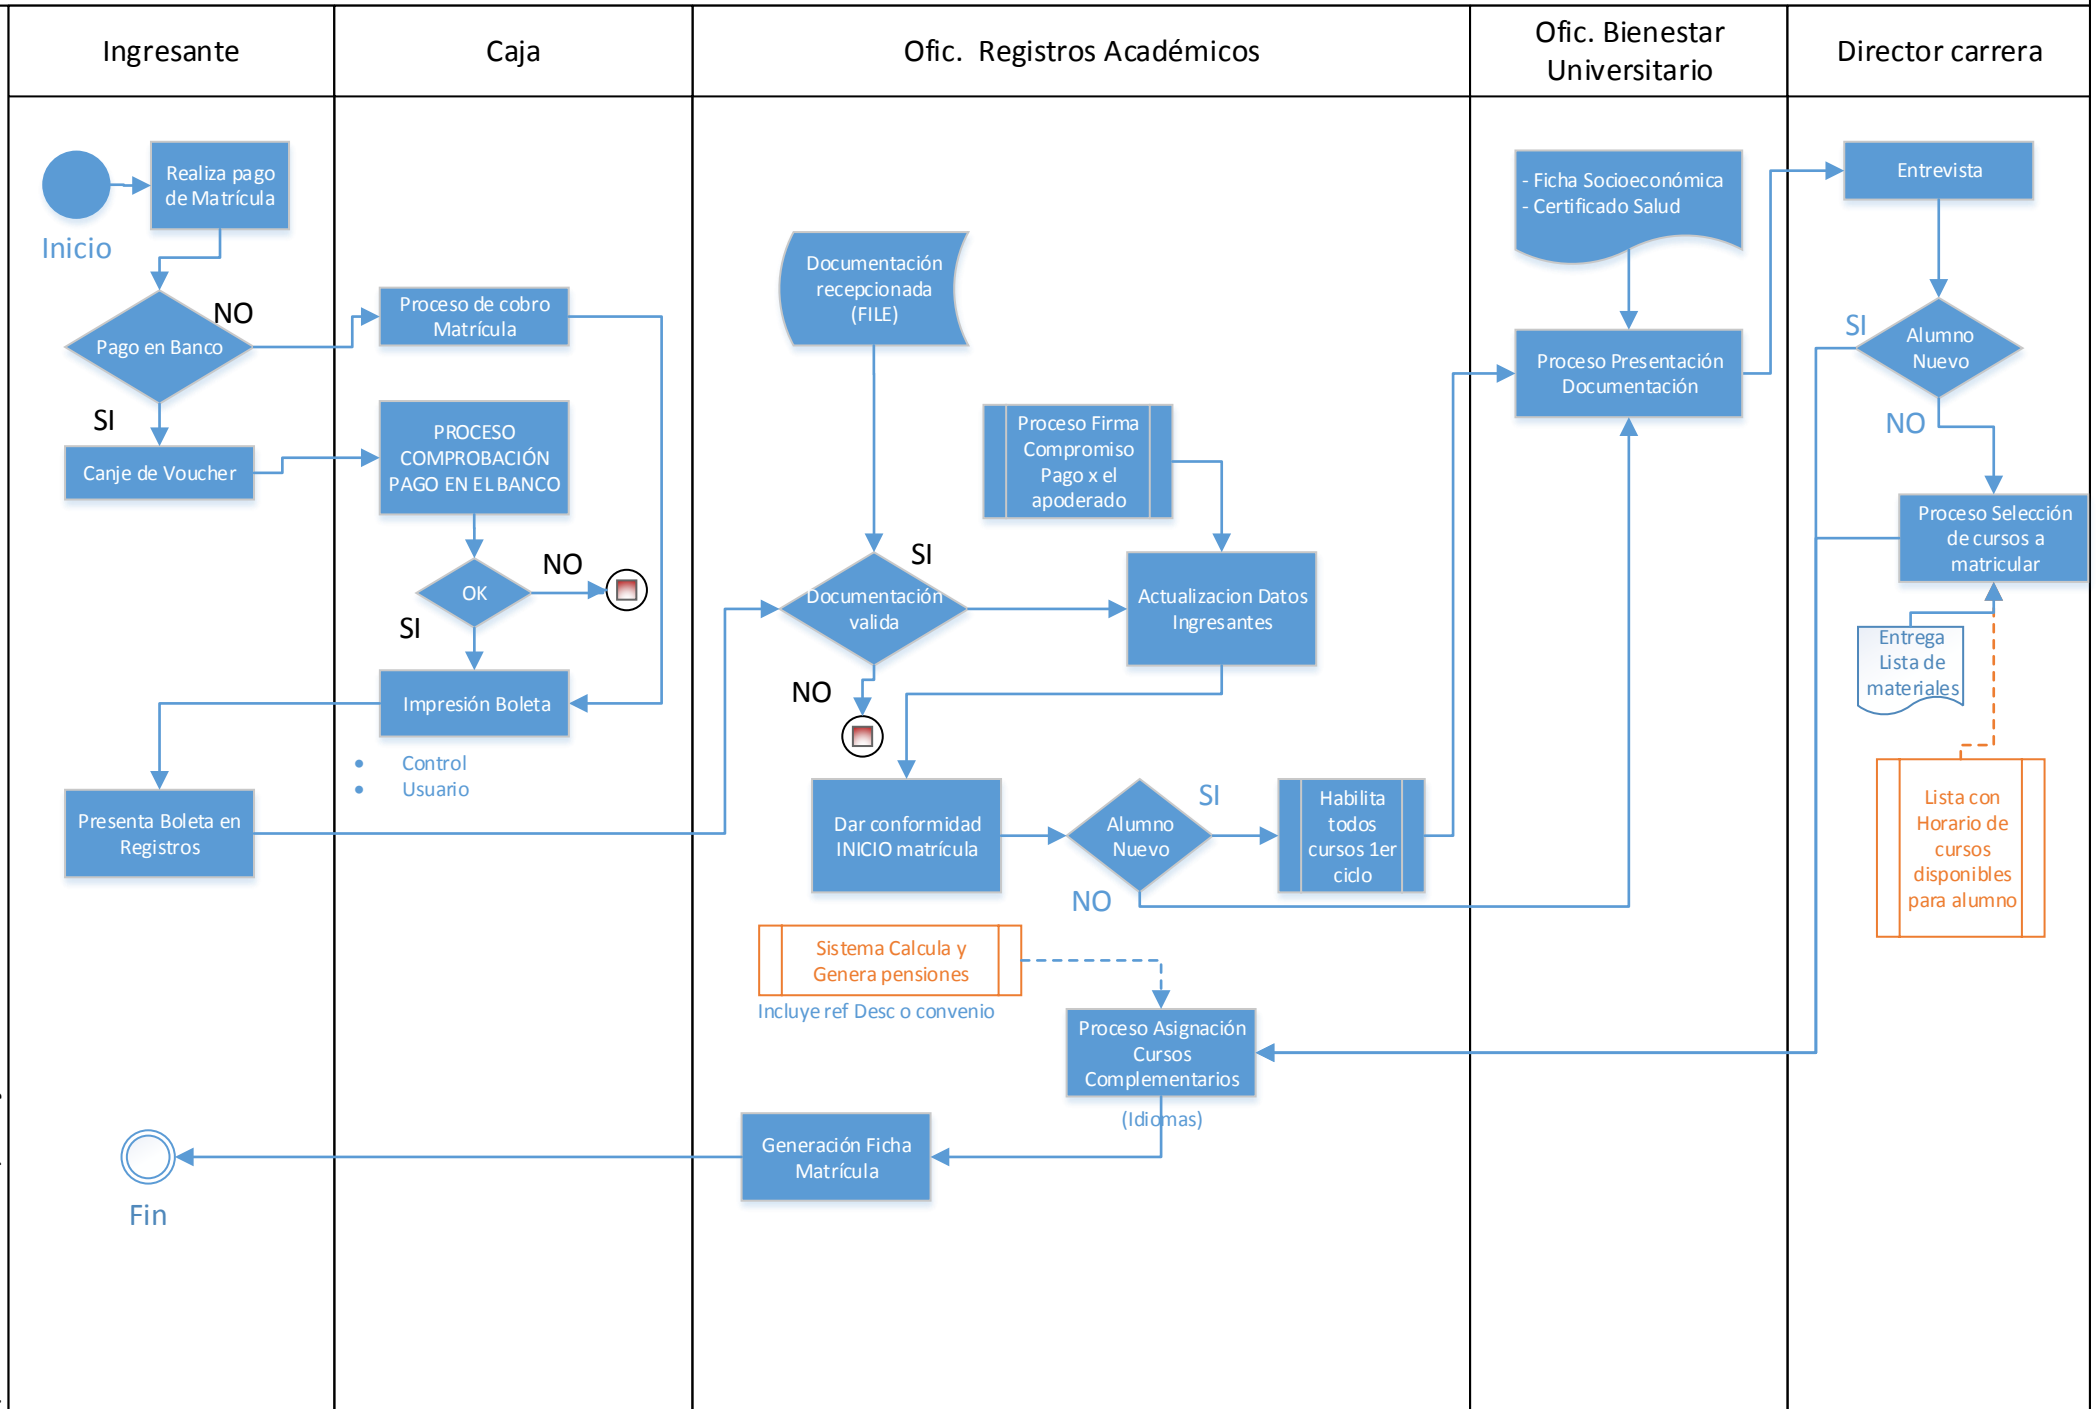 Ingresante
Caja
Ofic. Registros Académicos
Ofic. Bienestar
Universitario
Director carrera
Inicio
Realiza pago
de Matrícula
Pago en Banco
NO
SI
Canje de Voucher
Presenta Boleta en
Registros
Fin
Proceso de cobro
Matrícula
PROCESO
COMPROBACIÓN
PAGO EN EL BANCO
OK
NO
SI
Impresión Boleta
• Control
• Usuario
Documentación
recepcionada
(FILE)
Proceso Firma
Compromiso
Pago x el
apoderado
Documentación
valida
SI
NO
Actualizacion Datos
Ingresantes
Dar conformidad
INICIO matrícula
Alumno
Nuevo
SI
NO
Habilita
todos
cursos 1er
ciclo
Sistema Calcula y
Genera pensiones
Incluye ref Desc o convenio
Proceso Asignación
Cursos
Complementarios
(Idiomas)
Generación Ficha
Matrícula
- Ficha Socioeconómica
- Certificado Salud
Proceso Presentación
Documentación
Entrevista
SI
Alumno
Nuevo
NO
Proceso Selección
de cursos a
matricular
Entrega
Lista de
materiales
Lista con
Horario de
cursos
disponibles
para alumno